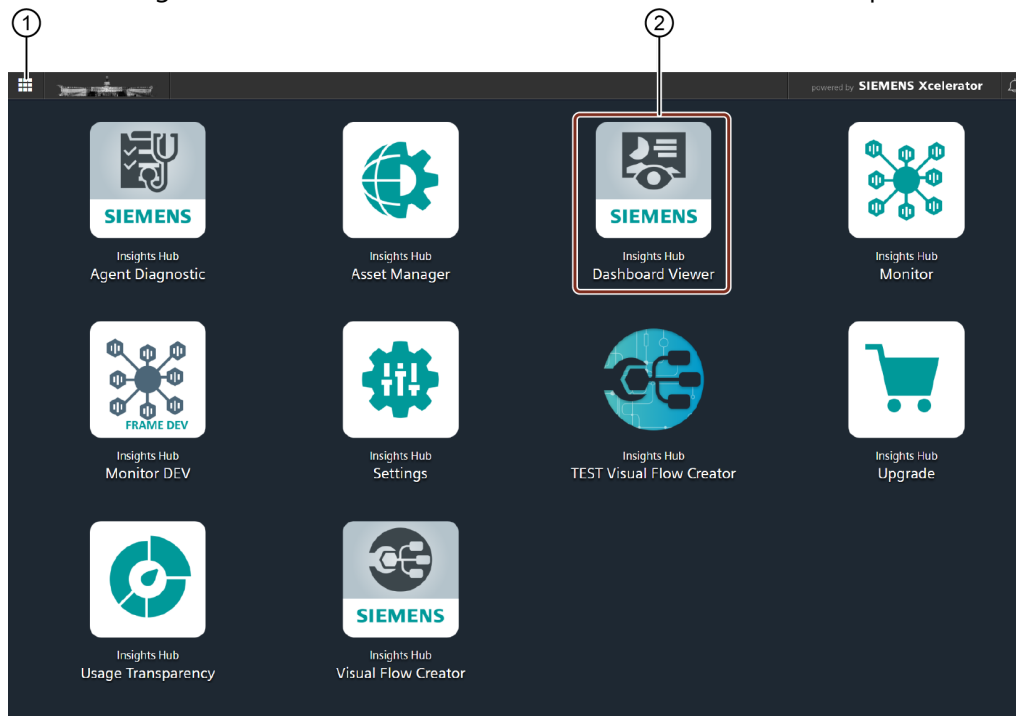 1
2
powered by SIEMENS Xcelerator
SIEMENS
Insights Hub
Agent Diagnostic
Insights Hub
Asset Manager
SIEMENS
Insights Hub
Dashboard Viewer
Insights Hub
Monitor
FRAME DEV
Insights Hub
Monitor DEV
Insights Hub
Settings
Insights Hub
TEST Visual Flow Creator
Insights Hub
Upgrade
Insights Hub
Usage Transparency
SIEMENS
Insights Hub
Visual Flow Creator